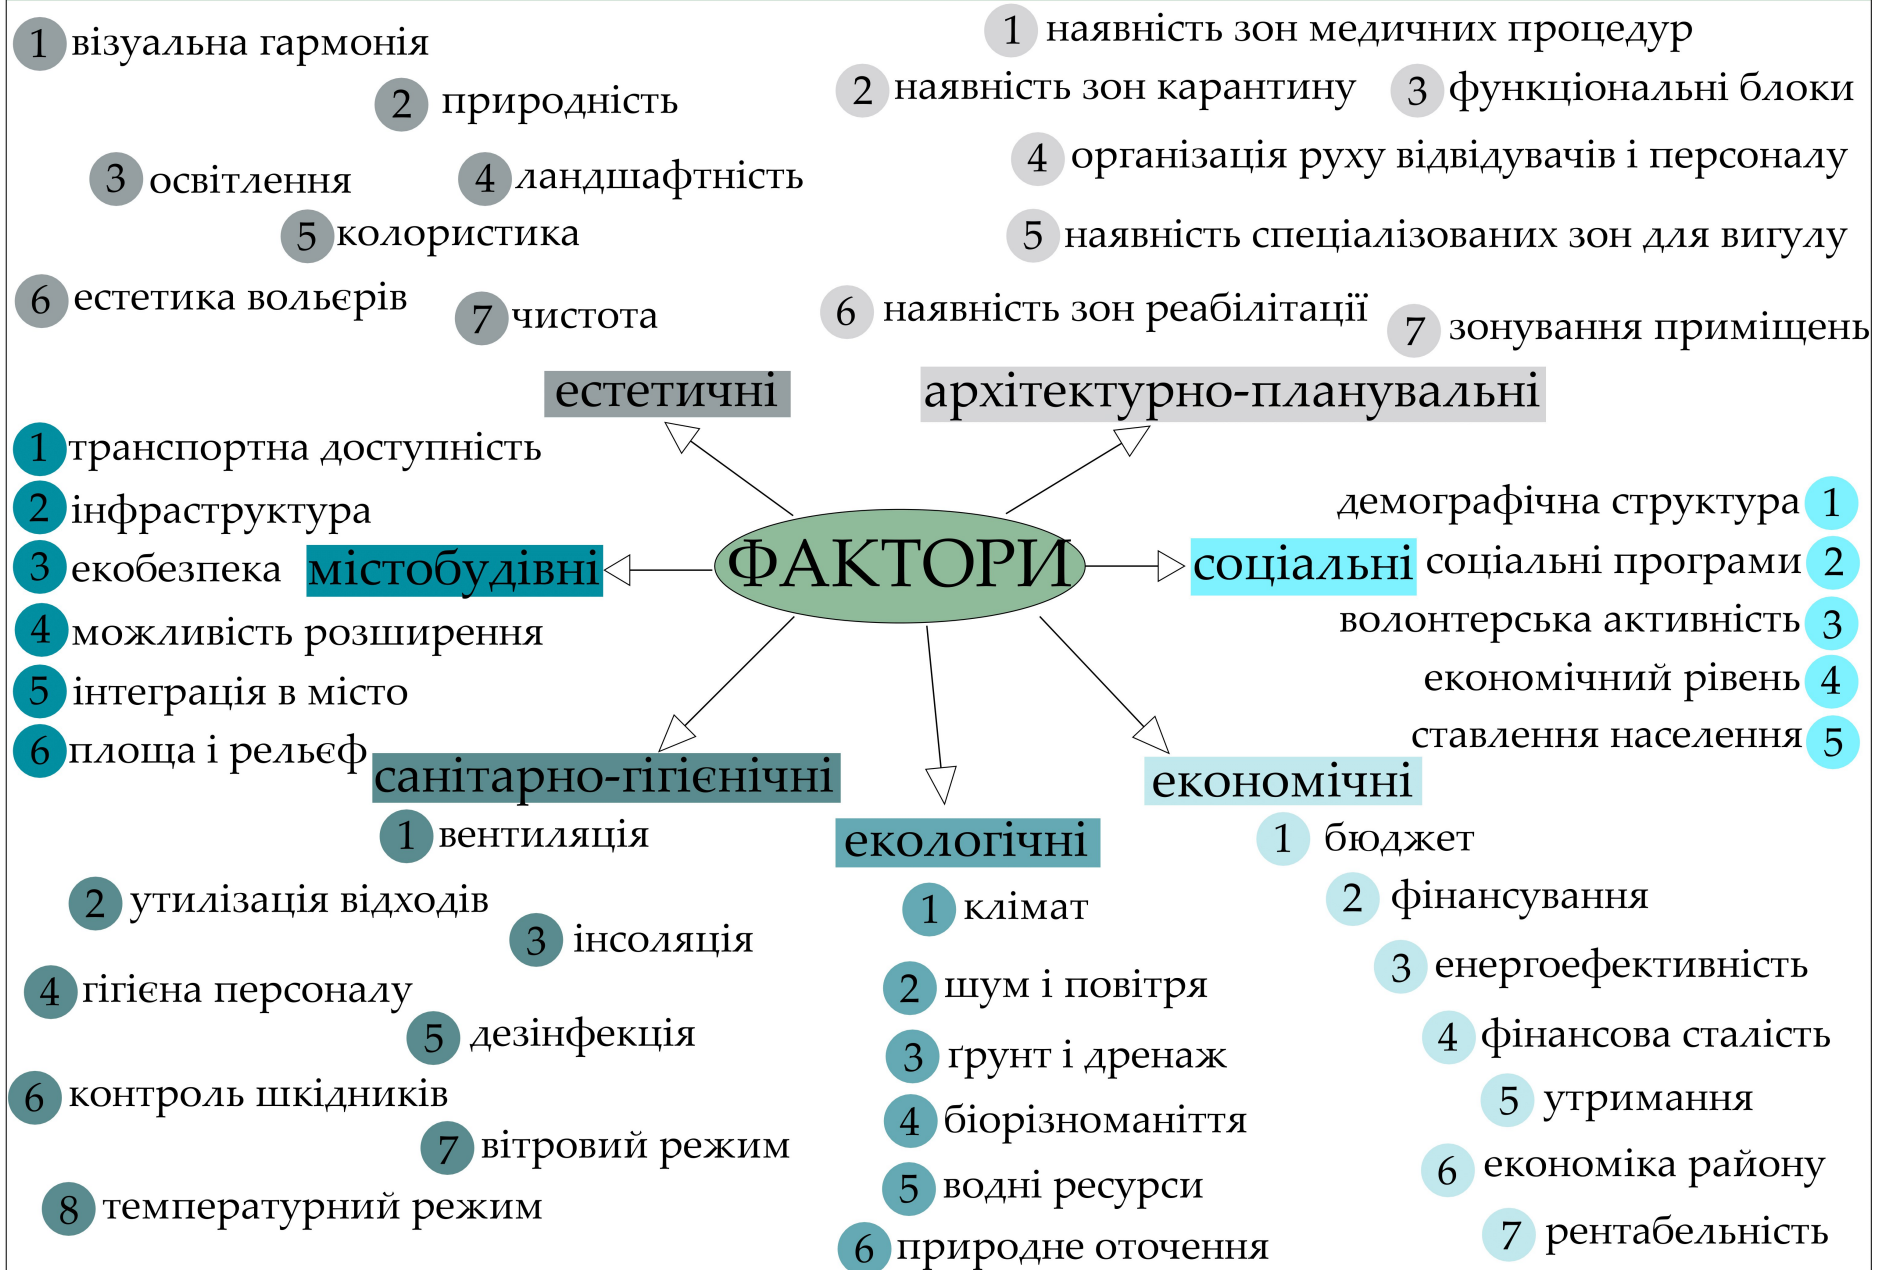 1 візуальна гармонія
2 природність
3 освітлення
4 ландшафтність
5 колористика
6 естетика вольєрів
7 чистота
естетичні
1 наявність зон медичних процедур
2 наявність зон карантину
3 функціональні блоки
4 організація руху відвідувачів і персоналу
5 наявність спеціалізованих зон для вигулу
6 наявність зон реабілітації
7 зонування приміщень
архітектурно-планувальні
1 транспортна доступність
2 інфраструктура
3 екобезпека
містобудівні
4 можливість розширення
5 інтеграція в місто
6 площа і рельєф
ФАКТОРИ
демографічна структура 1
соціальні
соціальні програми 2
волонтерська активність 3
економічний рівень 4
ставлення населення 5
санітарно-гігієнічні
1 вентиляція
2 утилізація відходів
3 інсоляція
4 гігієна персоналу
5 дезінфекція
6 контроль шкідників
7 вітровий режим
8 температурний режим
екологічні
1 клімат
2 шум і повітря
3 ґрунт і дренаж
4 біорізноманіття
5 водні ресурси
6 природне оточення
економічні
1 бюджет
2 фінансування
3 енергоефективність
4 фінансова сталість
5 утримання
6 економіка району
7 рентабельність